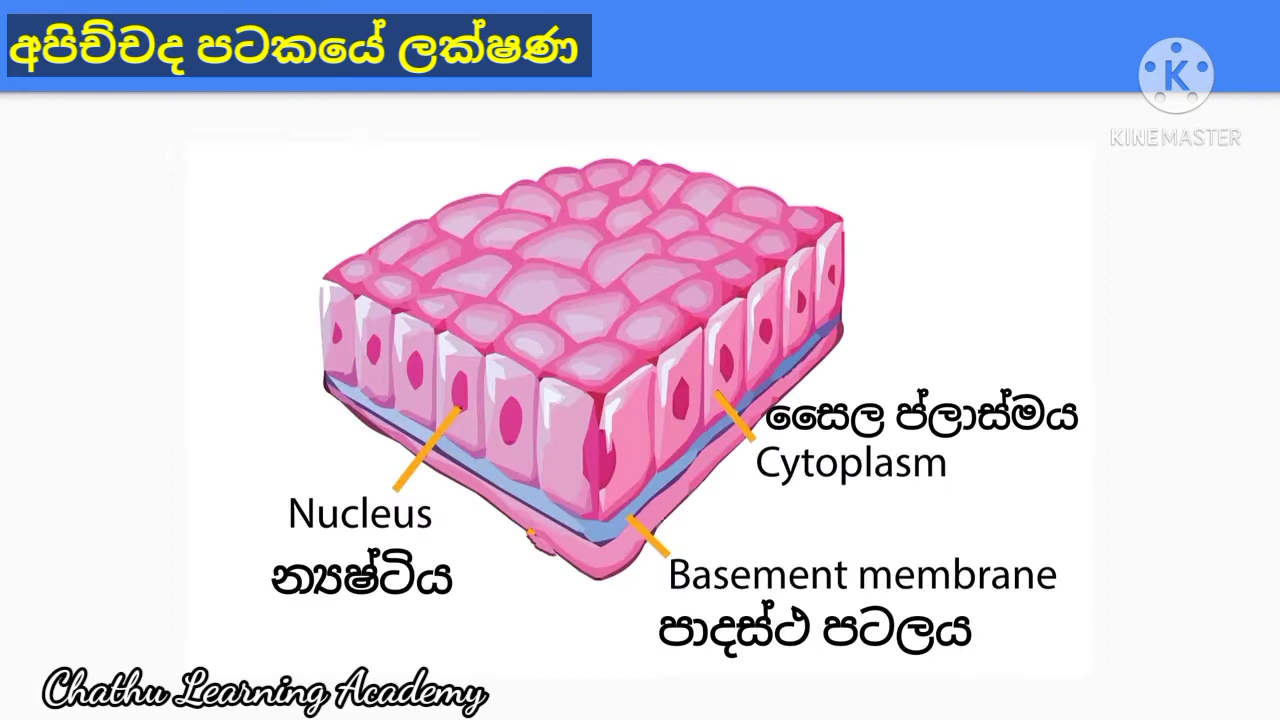 අපිච්චද පටකයේ ලක්ෂණ
KINEMASTER
සෛල ප්ලාස්මය
Cytoplasm
Nucleus
න්‍යෂ්ටිය
Basement membrane
පාදස්ථ පටලය
Chathu Learning Academy